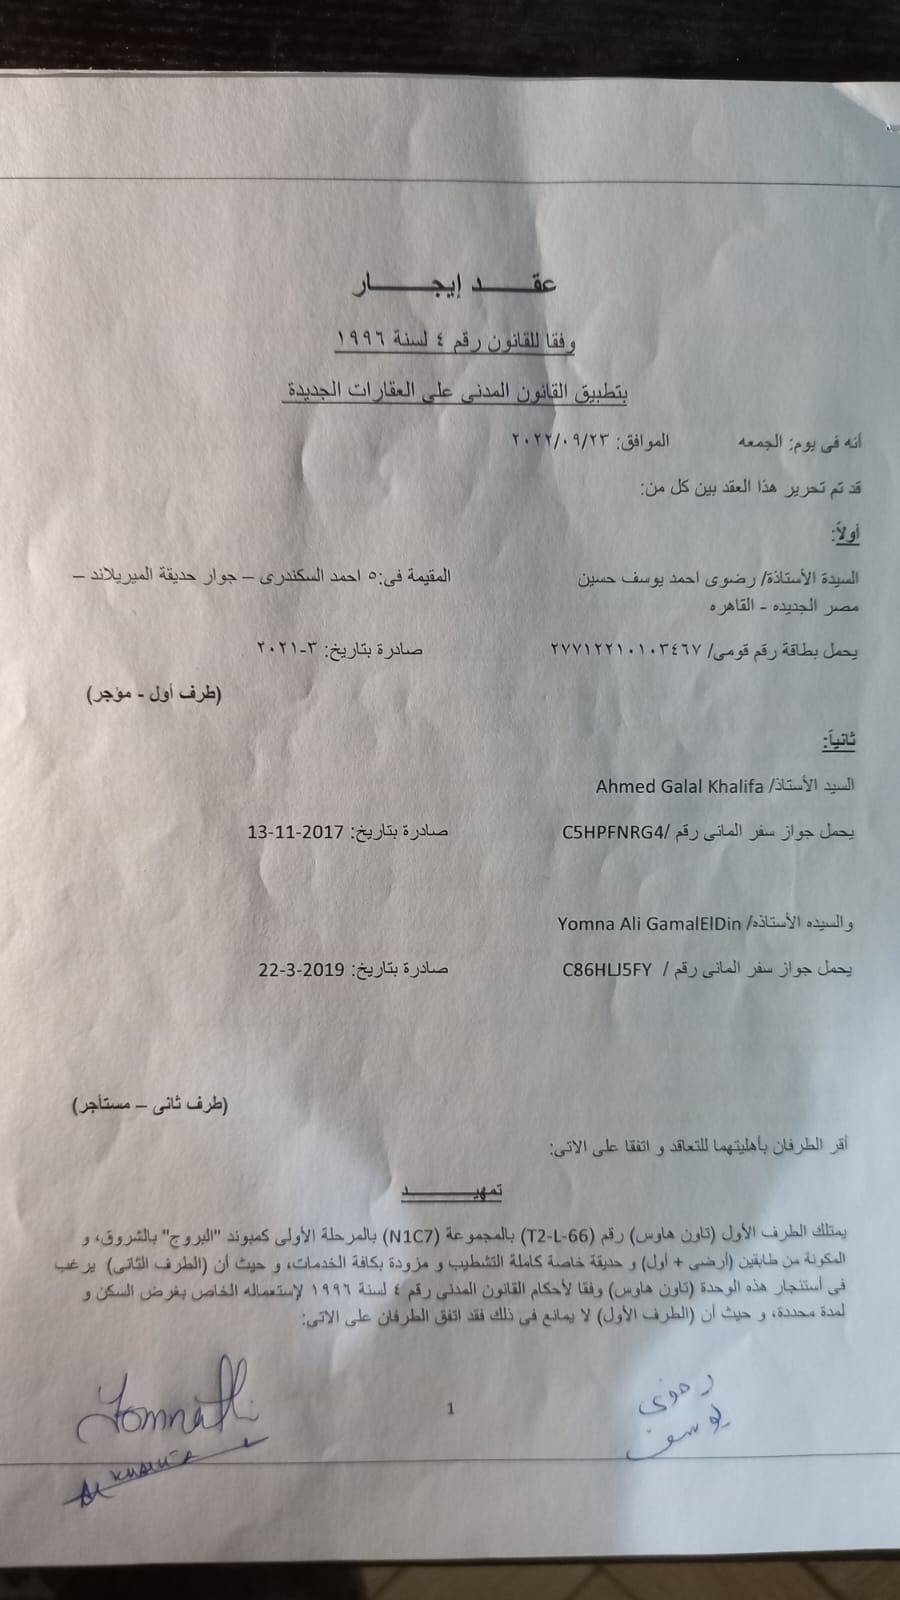 عقـــــد إيجـــــــار
وفقا للقانون رقم ٤ لسنة ١٩٩٦
بتطبيق القانون المدنى على العقارات الجديدة
أنه فى يوم: الجمعه الموافق: ٢٠٢٢/٠٩/٢٣
قد تم تحرير هذا العقد بين كل من:
أولاً:
السيدة الأستاذة/ رضوى احمد يوسف حسين المقيمة فى:٥ احمد السكندرى – جوار حديقة الميريلاند –
مصر الجديده - القاهره
يحمل بطاقة رقم قومى/ ٢٧٧١٢٢١٠١٠٣٤٦٧ صادرة بتاريخ: ٣-٢٠٢١
(طرف أول - مؤجر)
ثانياً:
السيد الأستاذ/ Ahmed Galal Khalifa
يحمل جواز سفر المانى رقم /C5HPFNRG4 صادرة بتاريخ: 13-11-2017
والسيده الأستاذه/ Yomna Ali GamalElDin
يحمل جواز سفر المانى رقم / C86HLJ5FY صادرة بتاريخ: 22-3-2019
(طرف ثانى – مستأجر)
أقر الطرفان بأهليتهما للتعاقد و اتفقا على الاتى:
تمهيـــــــــد
يمتلك الطرف الأول (تاون هاوس) رقم (T2-L-66) بالمجموعة (N1C7) بالمرحلة الأولى كمبوند "البروج" بالشروق، و
المكونة من طابقين (أرضى + أول) و حديقة خاصة كاملة التشطيب و مزودة بكافة الخدمات، و حيث أن (الطرف الثانى) يرغب
فى أستئجار هذه الوحدة (تاون هاوس) وفقا لأحكام القانون المدنى رقم ٤ لسنة ١٩٩٦ لإستعماله الخاص بغرض السكن و
لمدة محددة، و حيث أن (الطرف الأول) لا يمانع فى ذلك فقد اتفق الطرفان على الاتى:
رضوى
يوسف
1
Yomna Ali
Khalifa